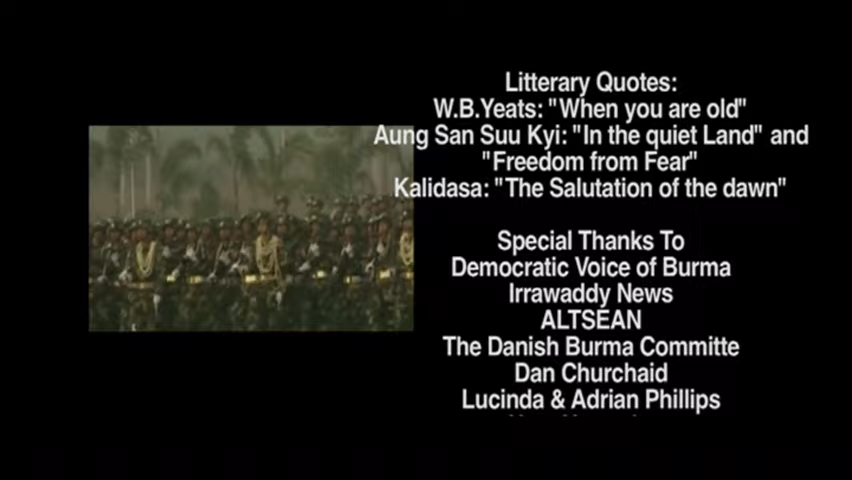 Litterary Quotes:
W.B.Yeats: "When you are old"
Aung San Suu Kyi: "In the quiet Land" and
"Freedom from Fear"
Kalidasa: "The Salutation of the dawn"
Special Thanks To
Democratic Voice of Burma
Irrawaddy News
ALTSEAN
The Danish Burma Committe
Dan Churchaid
Lucinda & Adrian Phillips